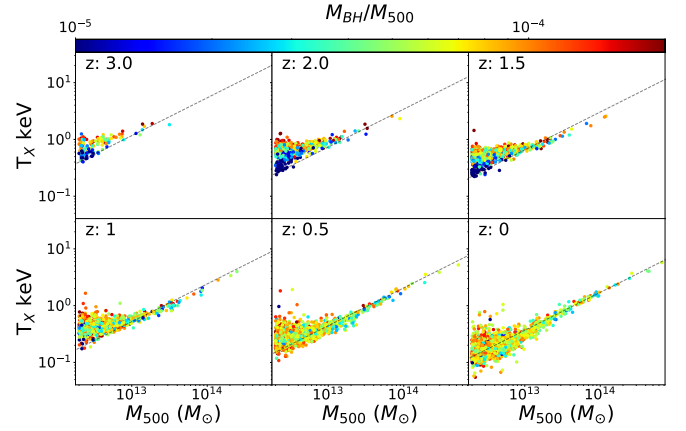 M_BH/M_500
10^-5 10^-4
z: 3.0 z: 2.0 z: 1.5
10^1
10^0
10^-1
T_X keV
z: 1 z: 0.5 z: 0
10^1
10^0
10^-1
T_X keV
10^13 10^14 10^13 10^14 10^13 10^14
M_500 (M_⊙) M_500 (M_⊙) M_500 (M_⊙)